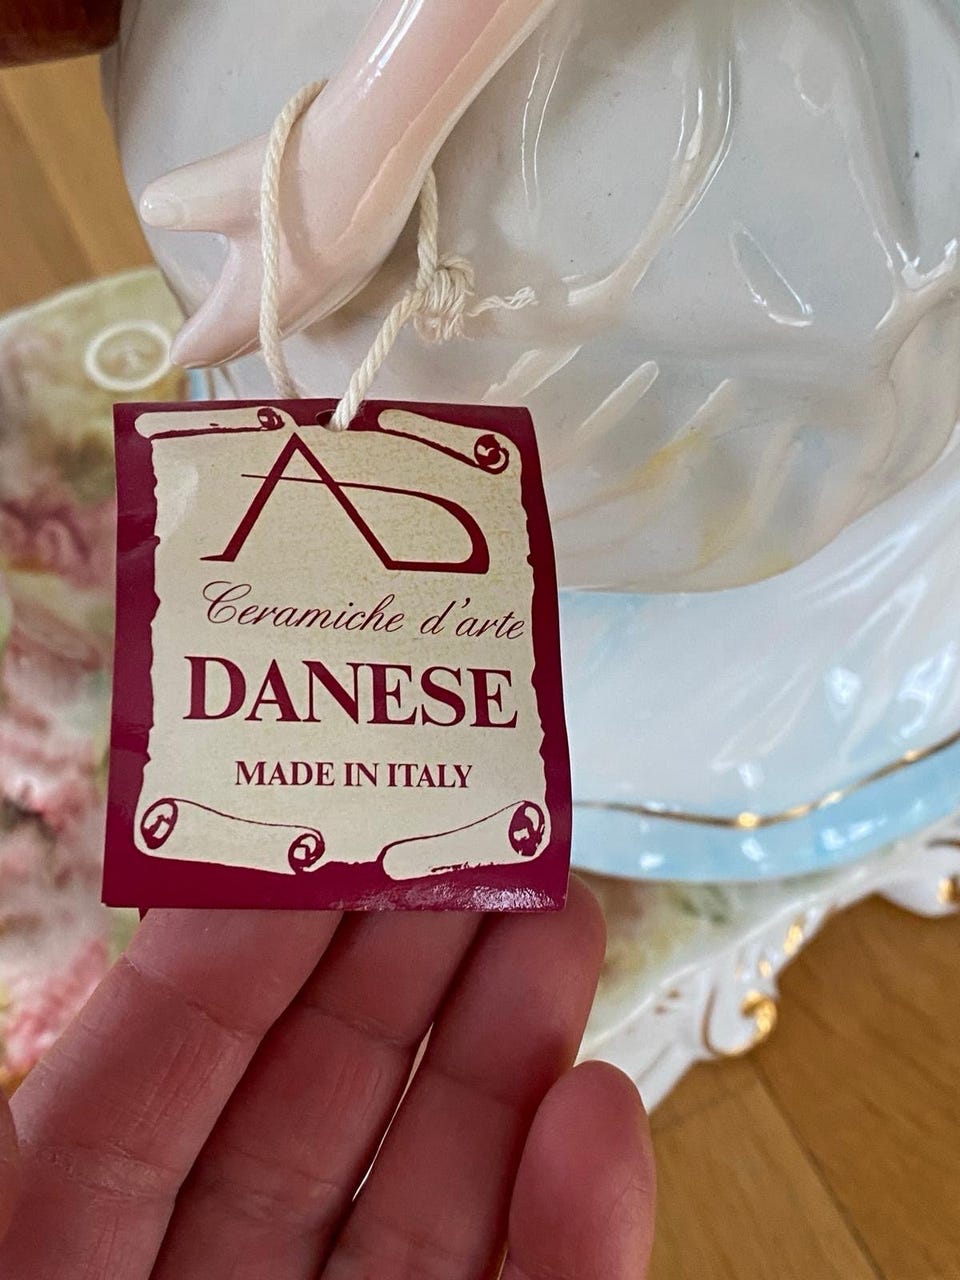 AD
Ceramiche d'arte
DANESE
MADE IN ITALY